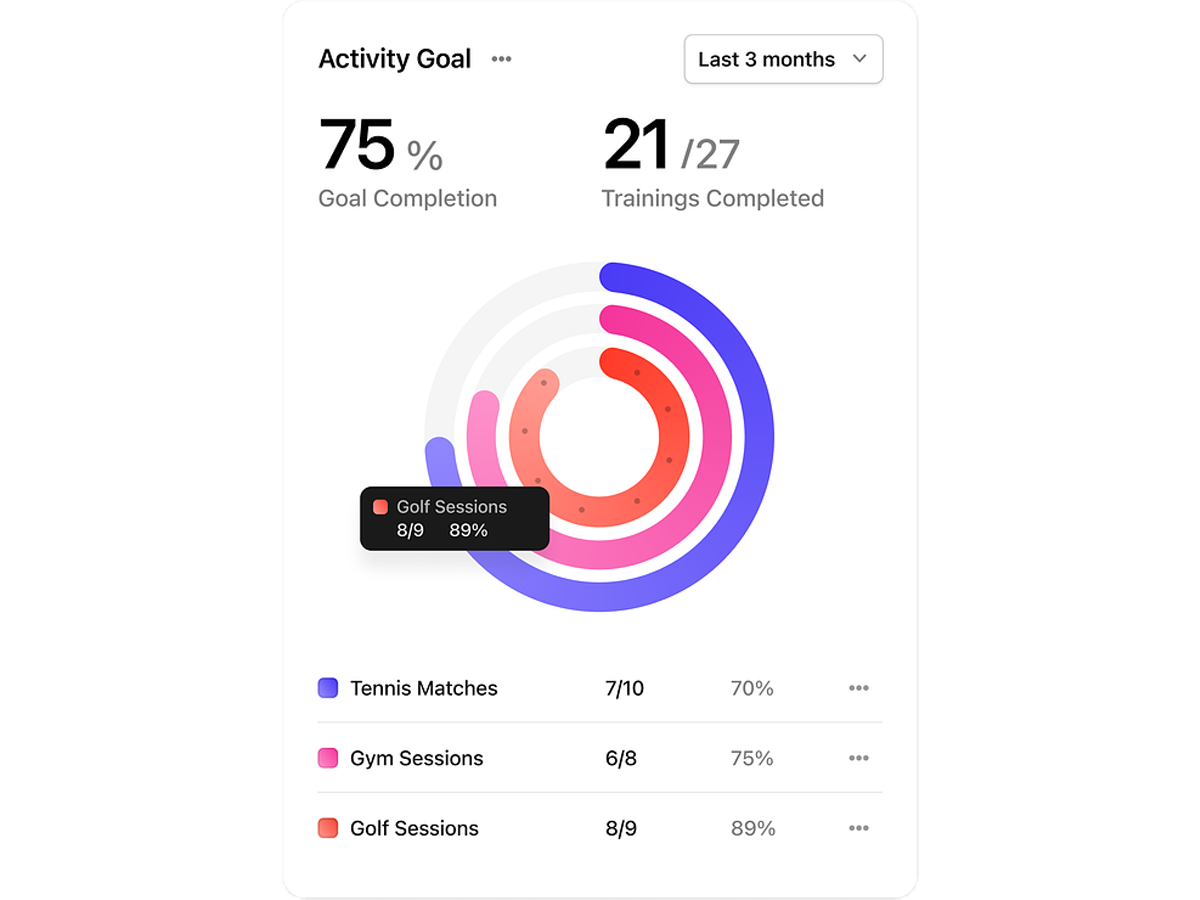 Activity Goal •••
Last 3 months
75 %
21 /27
Goal Completion
Trainings Completed
Golf Sessions
8/9 89%
Tennis Matches 7/10 70% •••
Gym Sessions 6/8 75% •••
Golf Sessions 8/9 89% •••